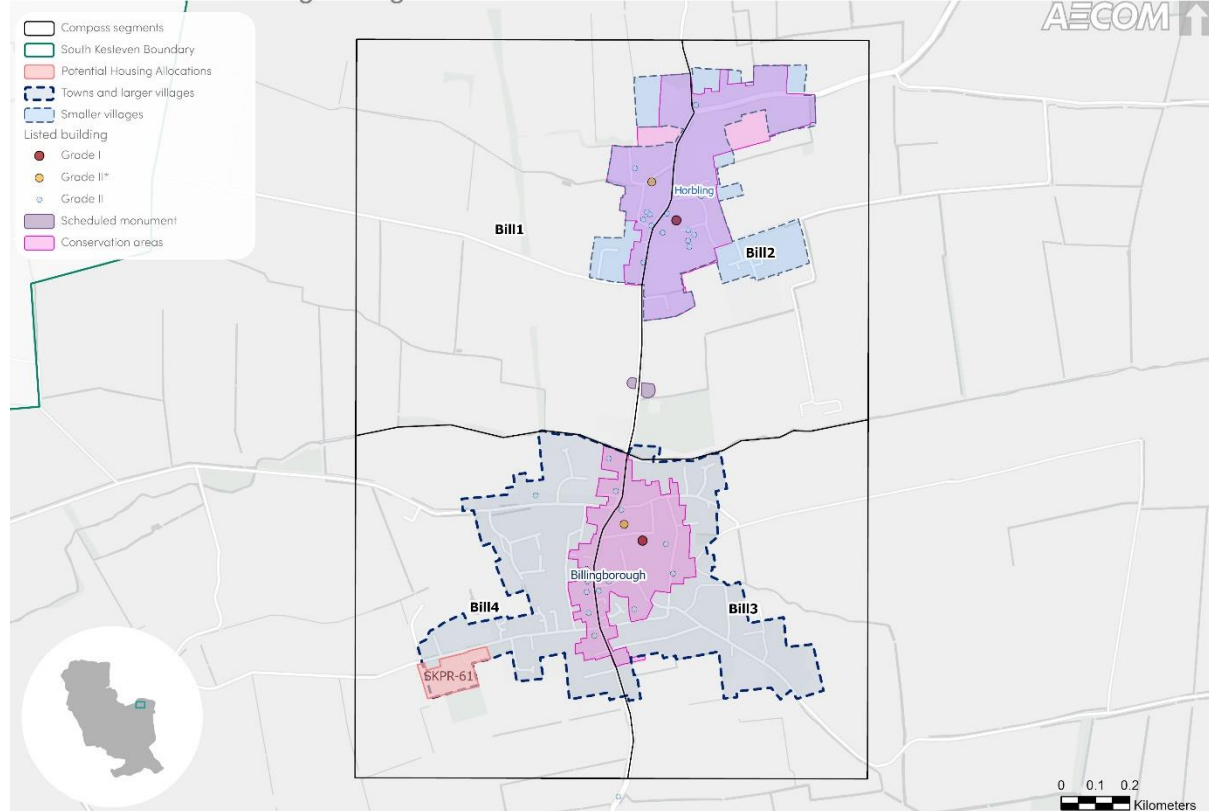 AECOM
Compass segments
South Kesteven Boundary
Potential Housing Allocations
Towns and larger villages
Smaller villages
Listed building
Grade I
Grade II*
Grade II
Scheduled monument
Conservation areas
Horbling
Bill1
Bill2
Billingborough
Bill4
Bill3
SKPR-61
0 0.1 0.2
Kilometers